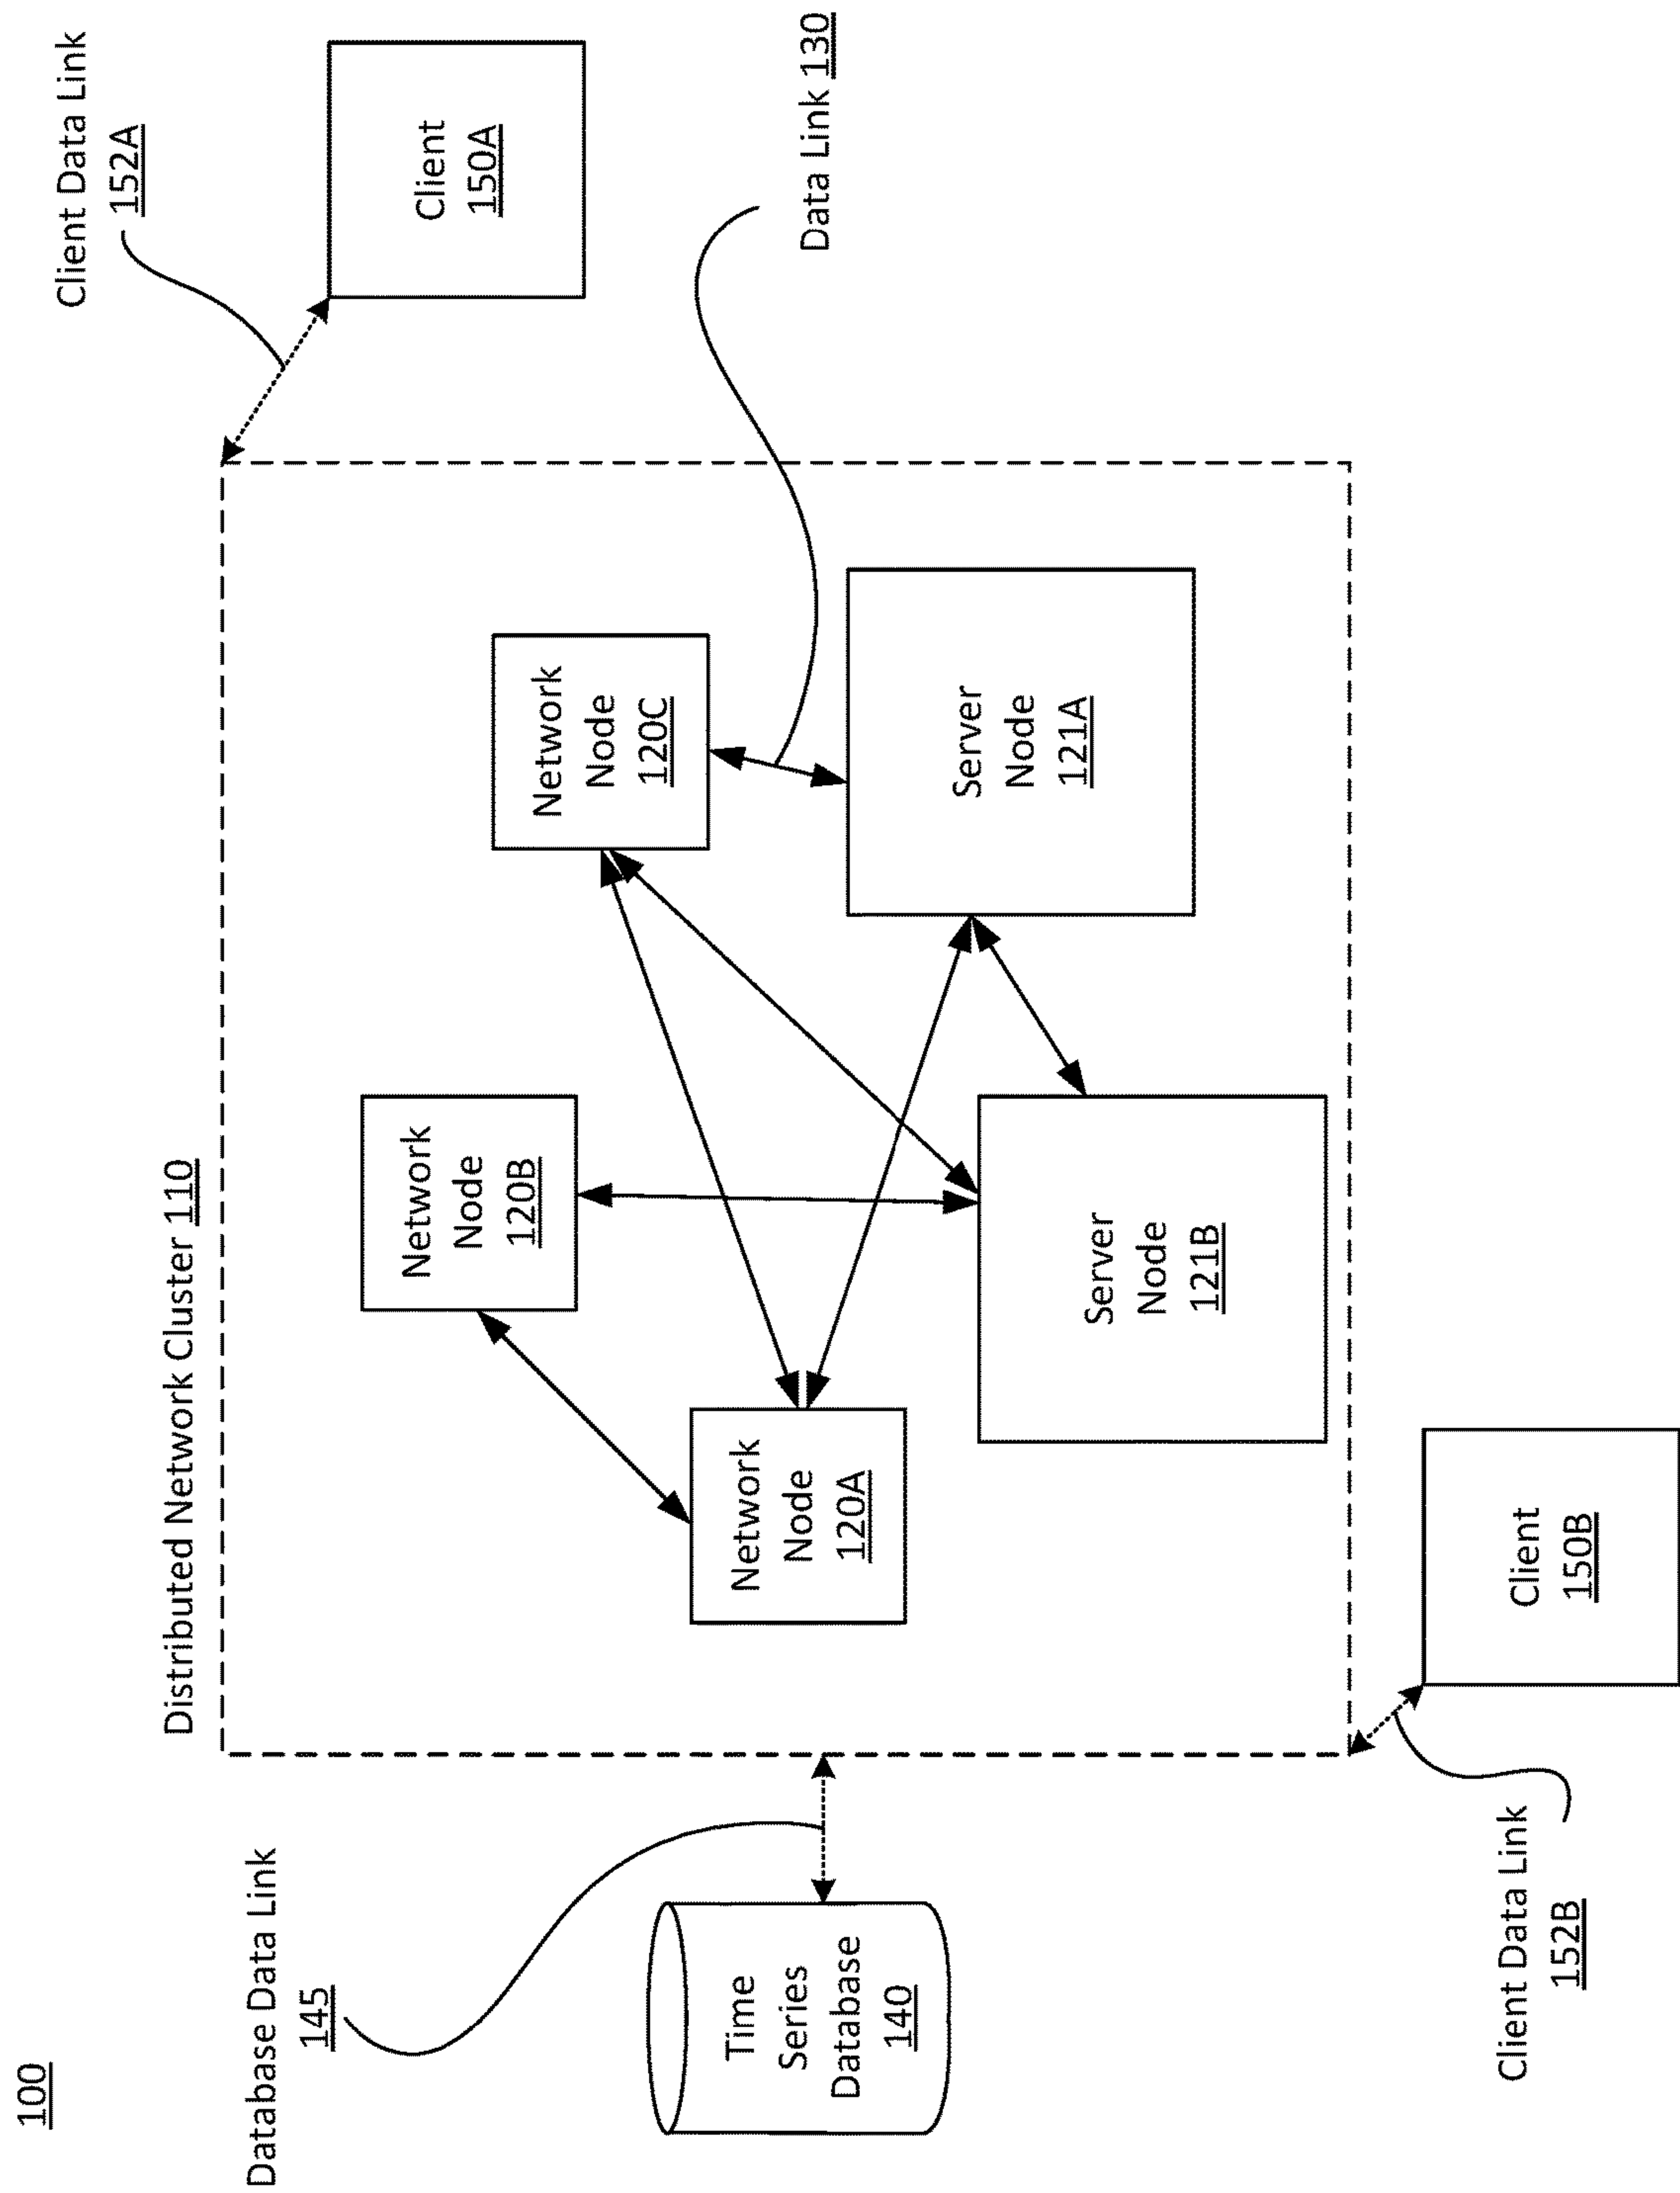 100
Distributed Network Cluster 110
Client Data Link
152A
Client
150A
Database Data Link
145
Network
Node
120B
Network
Node
120C
Data Link 130
Time
Series
Database
140
Network
Node
120A
Server
Node
121A
Server
Node
121B
Client Data Link
152B
Client
150B